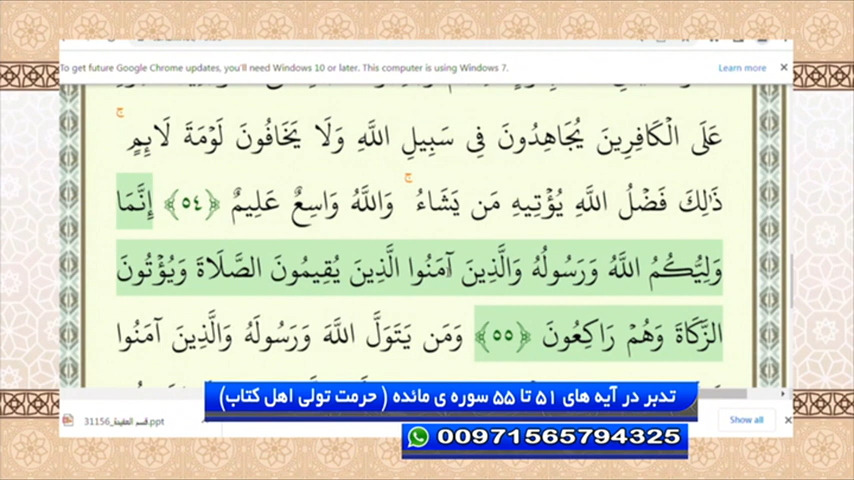 To get future Google Chrome updates, you'll need Windows 10 or later. This computer is using Windows 7.
Learn more
عَلَى الْكَافِرِينَ يُجَاهِدُونَ فِى سَبِيلِ اللَّهِ وَلَا يَخَافُونَ لَوْمَةَ لَائِمٍ ۚ
ذَٰلِكَ فَضْلُ اللَّهِ يُؤْتِيهِ مَن يَشَاءُ ۚ وَاللَّهُ وَاسِعٌ عَلِيمٌ ﴿٥٤﴾ إِنَّمَا
وَلِيُّكُمُ اللَّهُ وَرَسُولُهُ وَالَّذِينَ آمَنُوا الَّذِينَ يُقِيمُونَ الصَّلَاةَ وَيُؤْتُونَ
الزَّكَاةَ وَهُمْ رَاكِعُونَ ﴿٥٥﴾ وَمَن يَتَوَلَّ اللَّهَ وَرَسُولَهُ وَالَّذِينَ آمَنُوا
تدبر در آیه های ۵۱ تا ۵۵ سوره ی مائده ( حرمت تولی اهل کتاب)
قسم العقيدة_31156.ppt
Show all
00971565794325